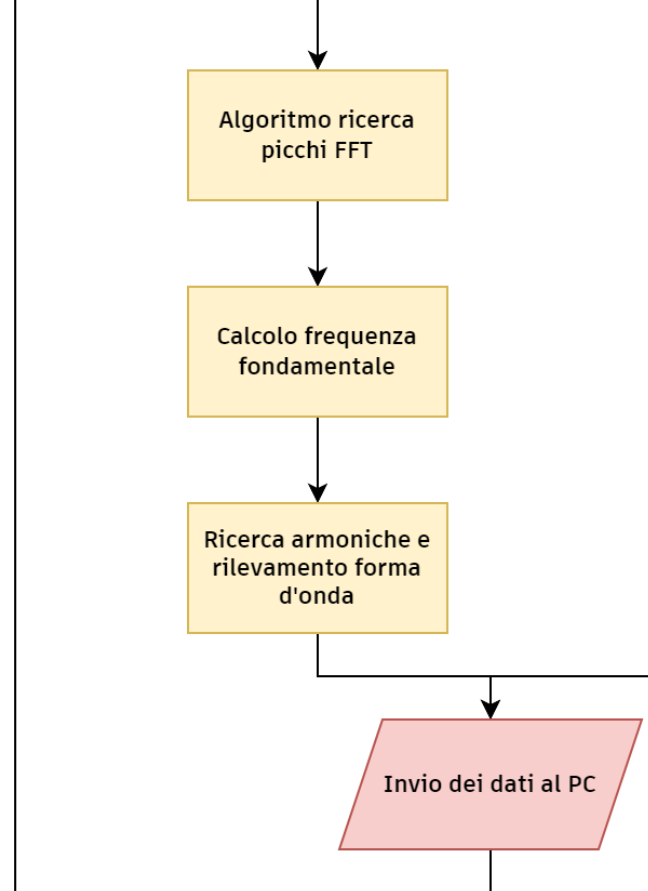 Algoritmo ricerca
picchi FFT
Calcolo frequenza
fondamentale
Ricerca armoniche e
rilevamento forma
d'onda
Invio dei dati al PC